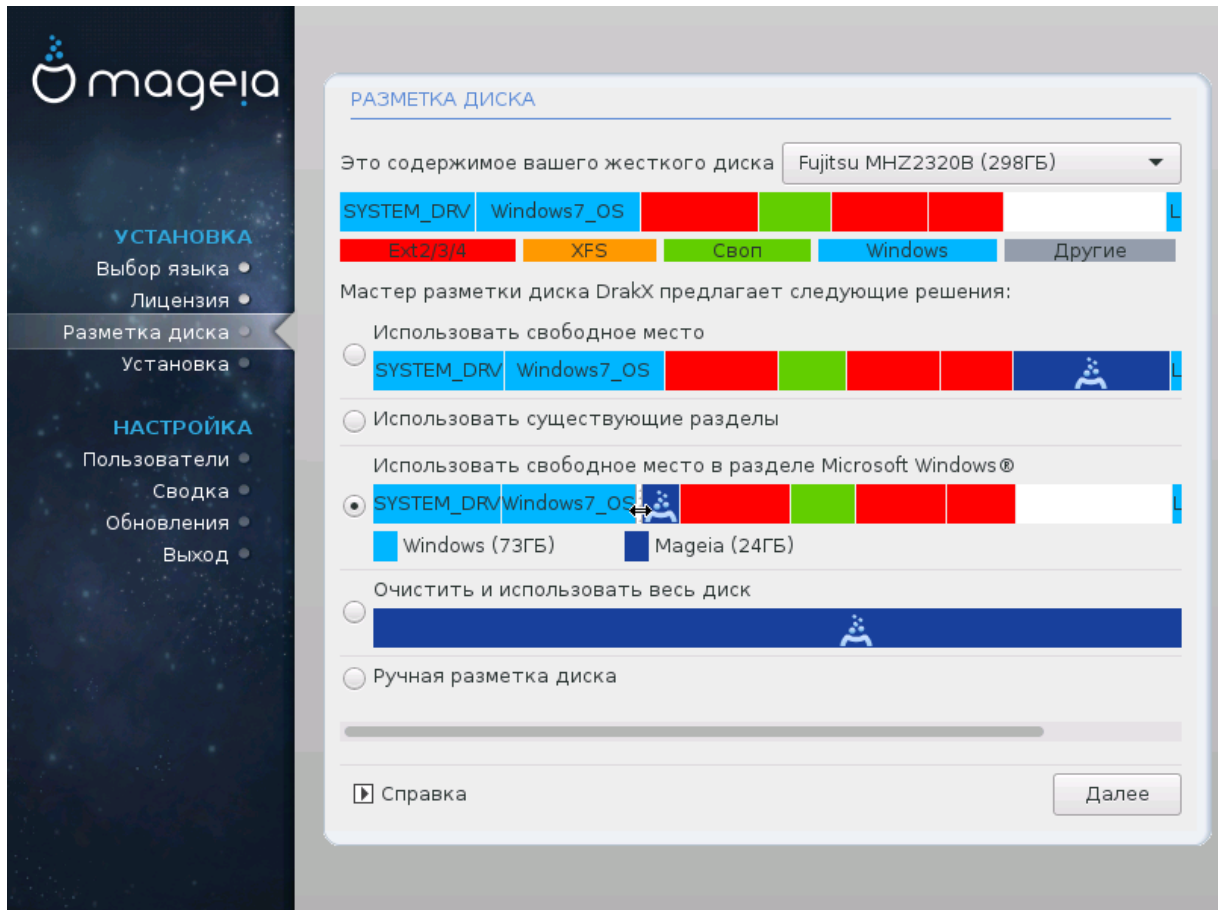 mageia
УСТАНОВКА
Выбор языка
Лицензия
Разметка диска
Установка
НАСТРОЙКА
Пользователи
Сводка
Обновления
Выход
РАЗМЕТКА ДИСКА
Это содержимое вашего жесткого диска Fujitsu MHZ2320B (298ГБ)
SYSTEM_DRV Windows7_OS L
Ext2/3/4 XFS Своп Windows Другие
Мастер разметки диска DrakX предлагает следующие решения:
Использовать свободное место
SYSTEM_DRV Windows7_OS L
Использовать существующие разделы
Использовать свободное место в разделе Microsoft Windows®
SYSTEM_DRV Windows7_OS L
Windows (73ГБ) Mageia (24ГБ)
Очистить и использовать весь диск
Ручная разметка диска
Справка Далее